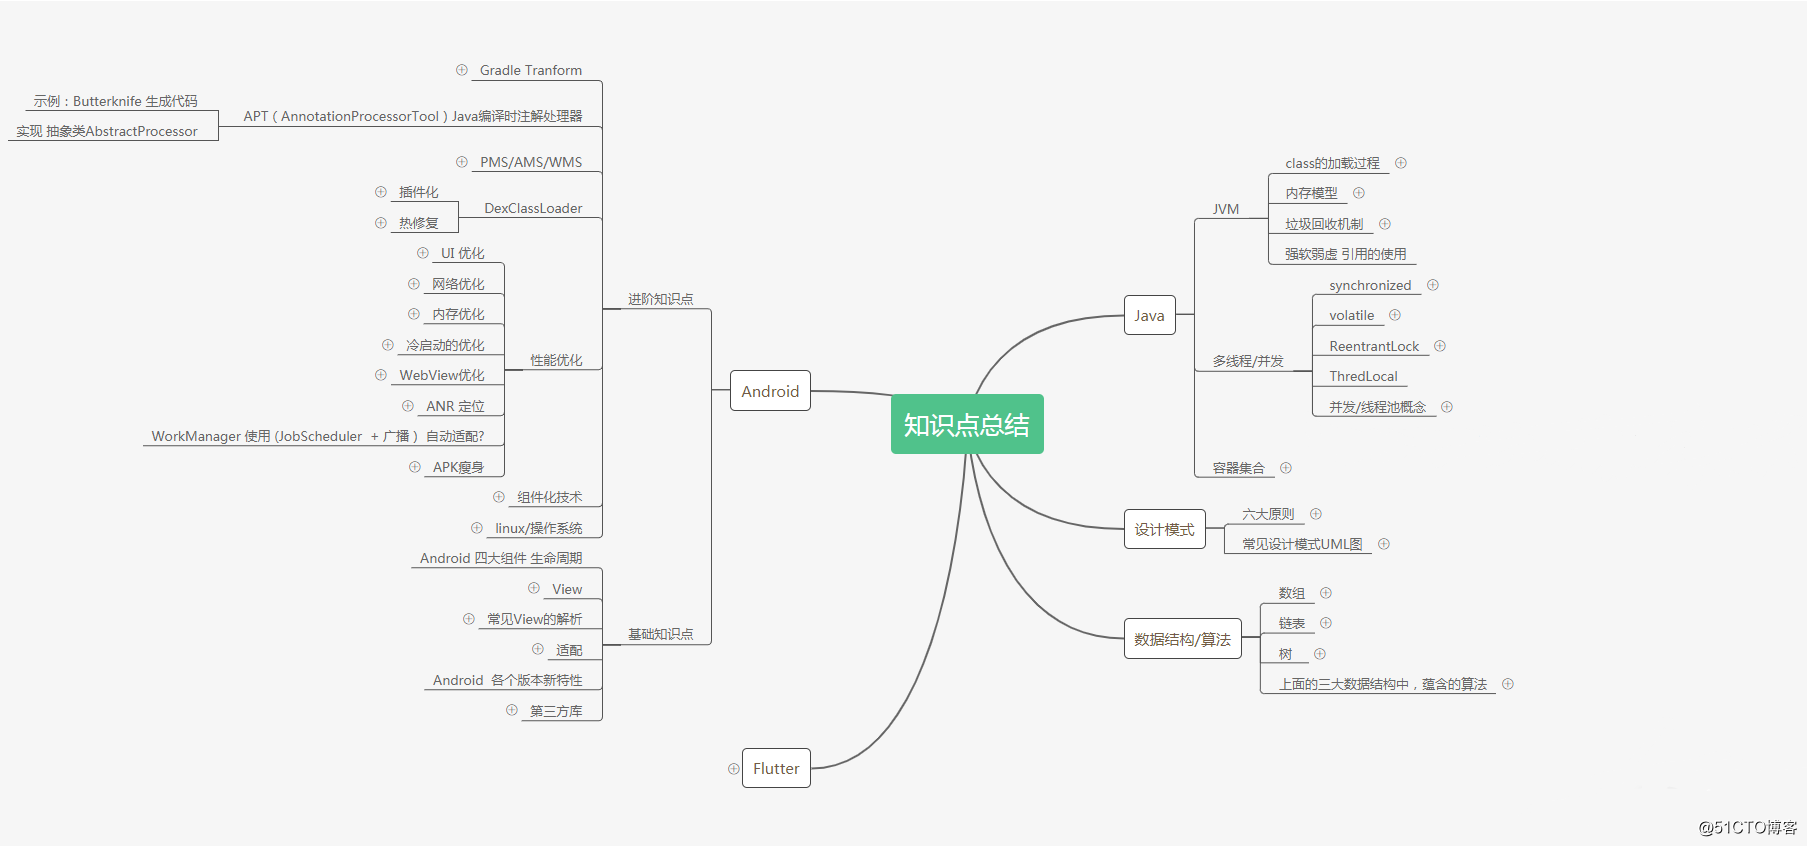 知识点总结
Java
JVM
class的加载过程
内存模型
垃圾回收机制
强软弱虚 引用的使用
多线程/并发
synchronized
volatile
ReentrantLock
ThredLocal
并发/线程池概念
容器集合
设计模式
六大原则
常见设计模式UML图
数据结构/算法
数组
链表
树
上面的三大数据结构中，蕴含的算法
Android
进阶知识点
Gradle Tranform
APT（AnnotationProcessorTool）Java编译时注解处理器
示例：Butterknife 生成代码
实现 抽象类AbstractProcessor
PMS/AMS/WMS
DexClassLoader
插件化
热修复
性能优化
UI 优化
网络优化
内存优化
冷启动的优化
WebView优化
ANR 定位
WorkManager 使用 (JobScheduler + 广播） 自动适配?
APK瘦身
组件化技术
linux/操作系统
基础知识点
Android 四大组件 生命周期
View
常见View的解析
适配
Android 各个版本新特性
第三方库
Flutter
@51CTO博客